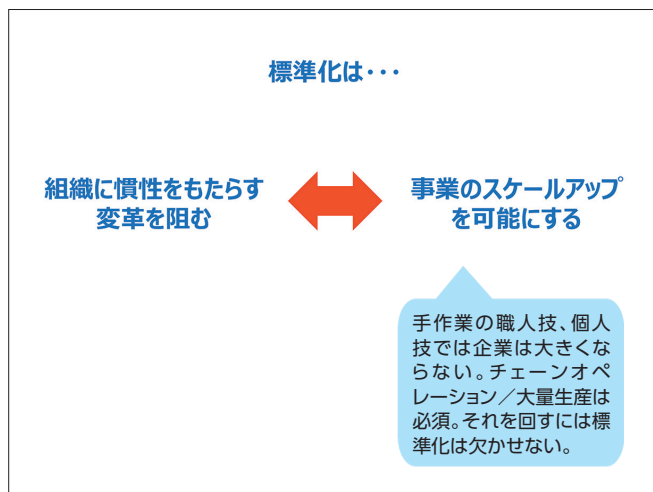 標準化は・・・
組織に慣性をもたらす
変革を阻む
事業のスケールアップ
を可能にする
手作業の職人技、個人
技では企業は大きくな
らない。チェーンオペ
レーション／大量生産は
必須。それを回すには標
準化は欠かせない。